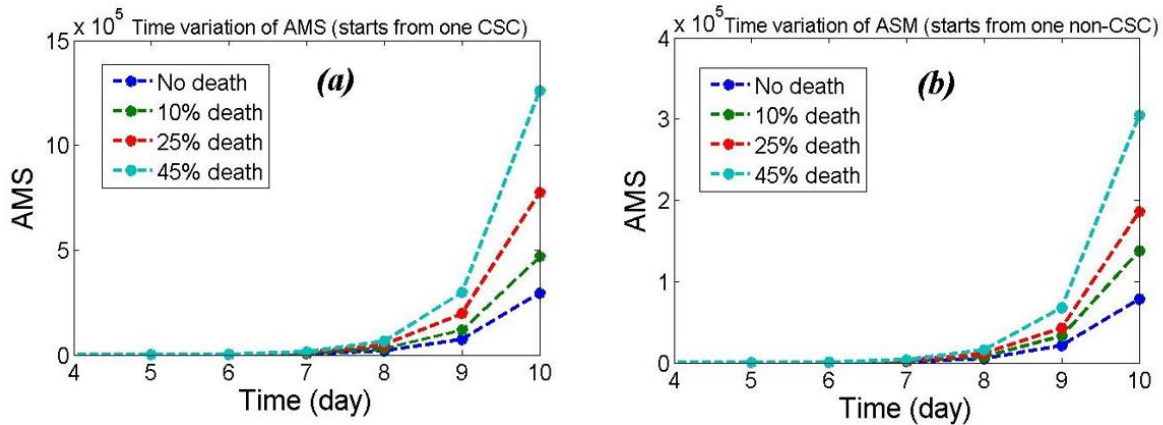 x 10^5 Time variation of AMS (starts from one CSC)
15
10
5
0
AMS
No death
10% death
25% death
45% death
(a)
4 5 6 7 8 9 10
Time (day)
x 10^5 Time variation of ASM (starts from one non-CSC)
4
3
2
1
0
AMS
No death
10% death
25% death
45% death
(b)
4 5 6 7 8 9 10
Time (day)